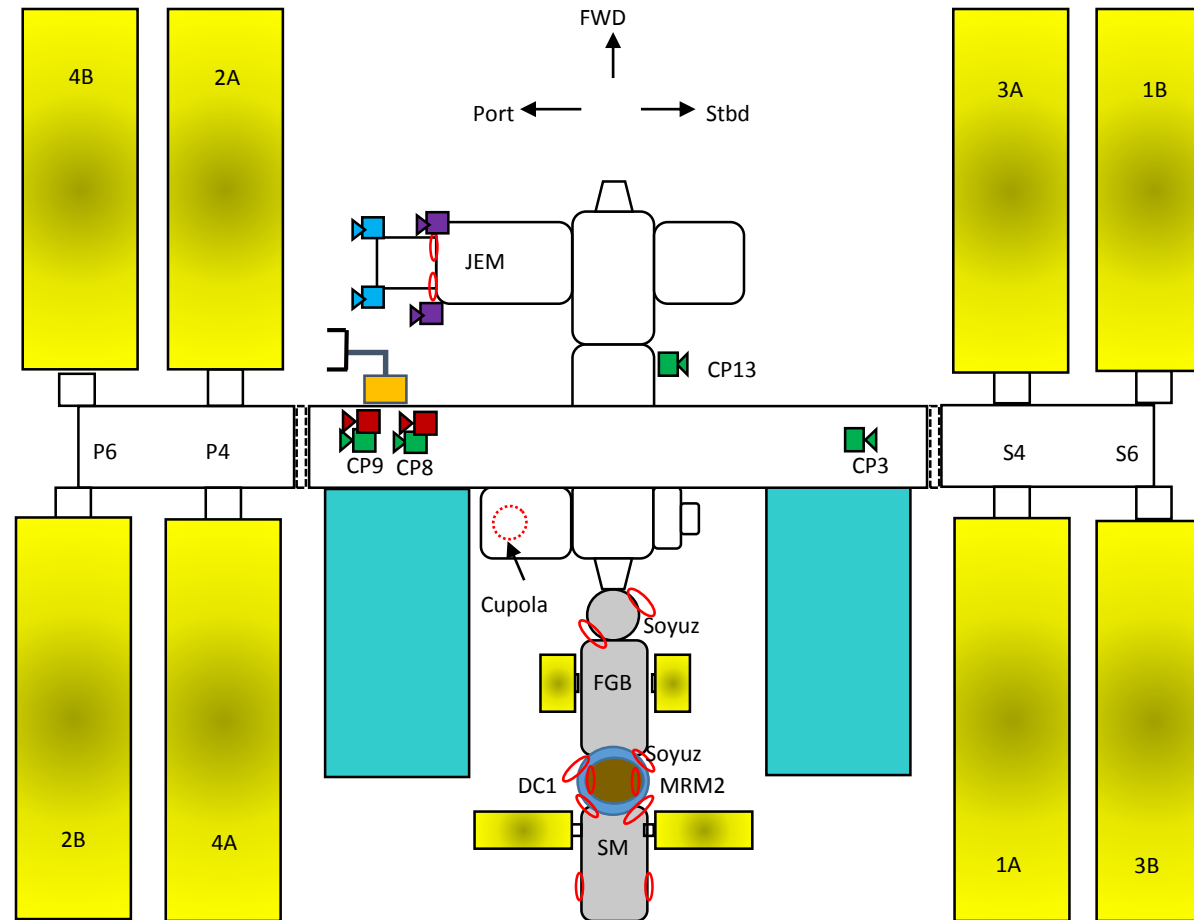 FWD
4B
2A
3A
1B
Port
Stbd
JEM
CP13
P6
P4
CP9
CP8
CP3
S4
S6
Cupola
Soyuz
FGB
Soyuz
DC1
MRM2
2B
4A
SM
1A
3B